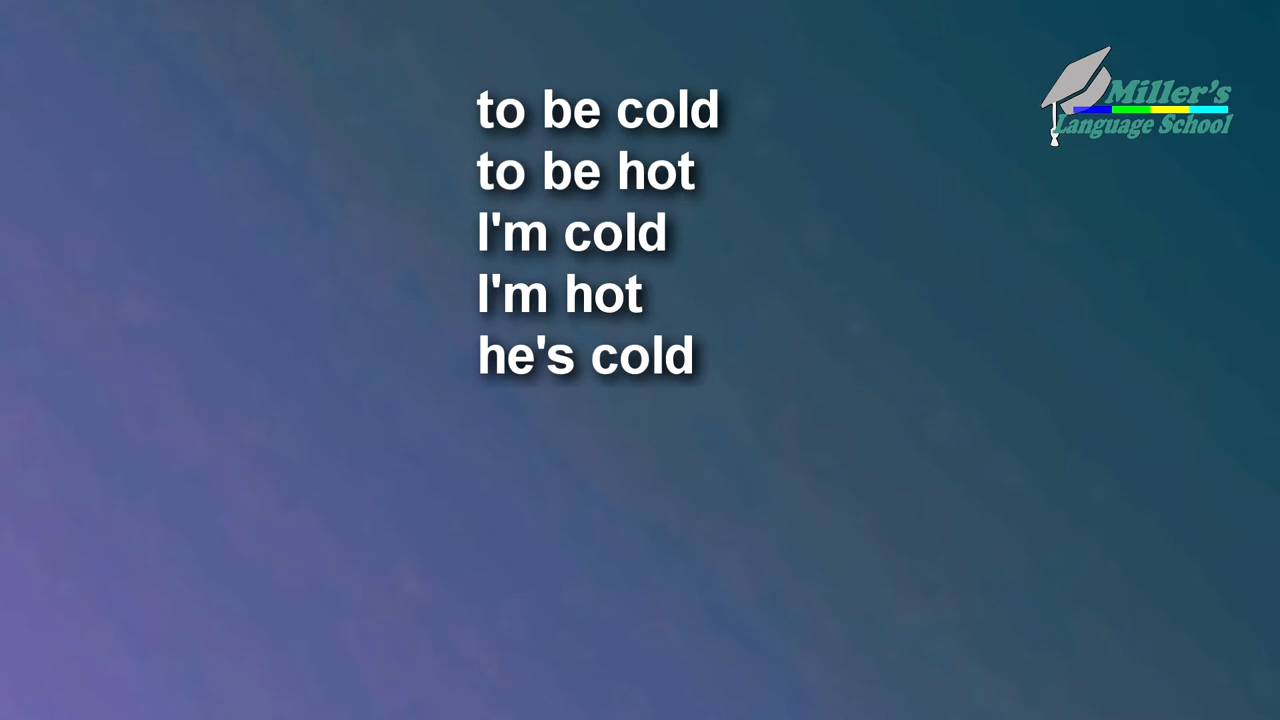 to be cold
to be hot
I'm cold
I'm hot
he's cold
Miller's
Language School